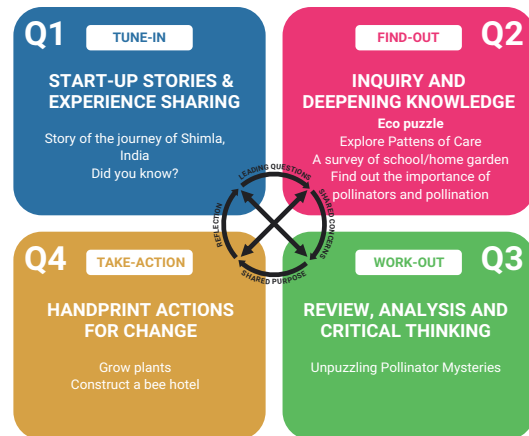 Q1
TUNE-IN
START-UP STORIES &
EXPERIENCE SHARING
Story of the journey of Shimla,
India
Did you know?
Q2
FIND-OUT
INQUIRY AND
DEEPENING KNOWLEDGE
Eco puzzle
Explore Pattens of Care
A survey of school/home garden
Find out the importance of
pollinators and pollination
LEADING QUESTIONS
SHARED CONCERNS
SHARED PURPOSE
REFLECTION
Q4
TAKE-ACTION
HANDPRINT ACTIONS
FOR CHANGE
Grow plants
Construct a bee hotel
Q3
WORK-OUT
REVIEW, ANALYSIS AND
CRITICAL THINKING
Unpuzzling Pollinator Mysteries